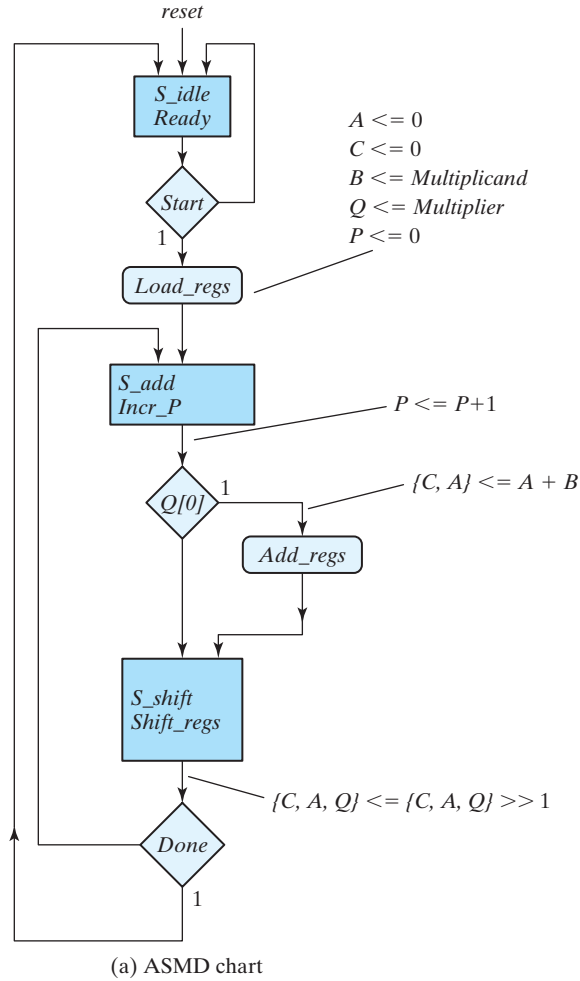 reset
S_idle
Ready
A <= 0
C <= 0
B <= Multiplicand
Q <= Multiplier
P <= 0
Start
1
Load_regs
S_add
Incr_P
P <= P+1
Q[0]
1
{C, A} <= A + B
Add_regs
S_shift
Shift_regs
{C, A, Q} <= {C, A, Q} >> 1
Done
1
(a) ASMD chart